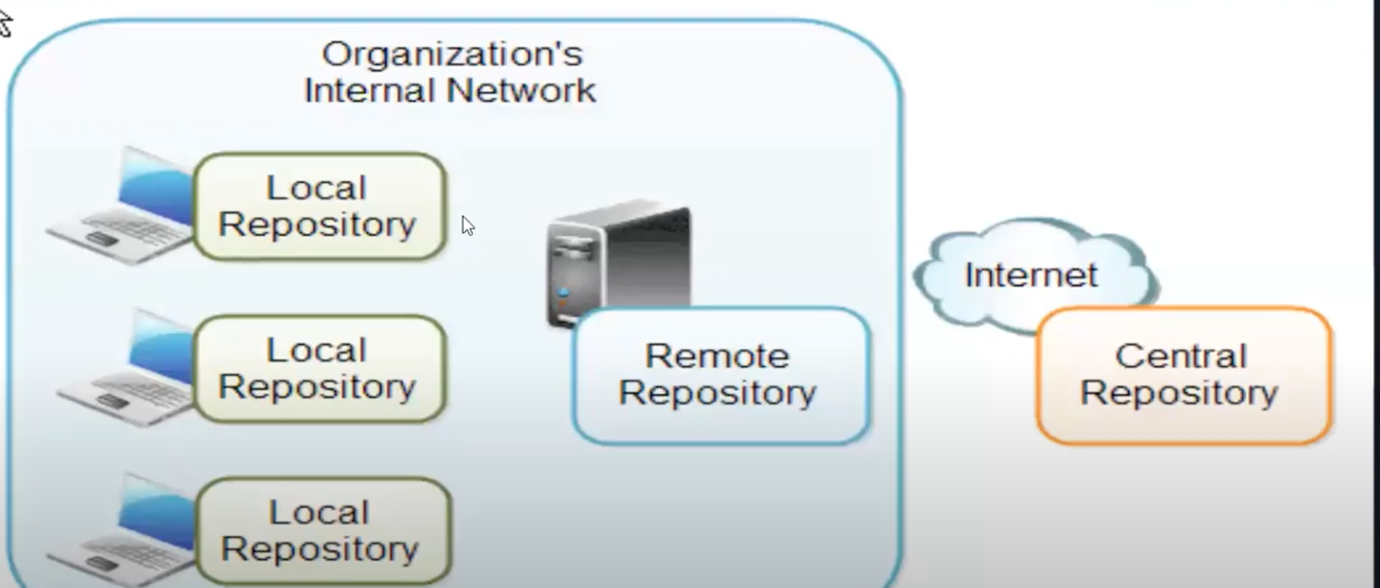 Organization's
Internal Network
Local
Repository
Local
Repository
Local
Repository
Remote
Repository
Internet
Central
Repository